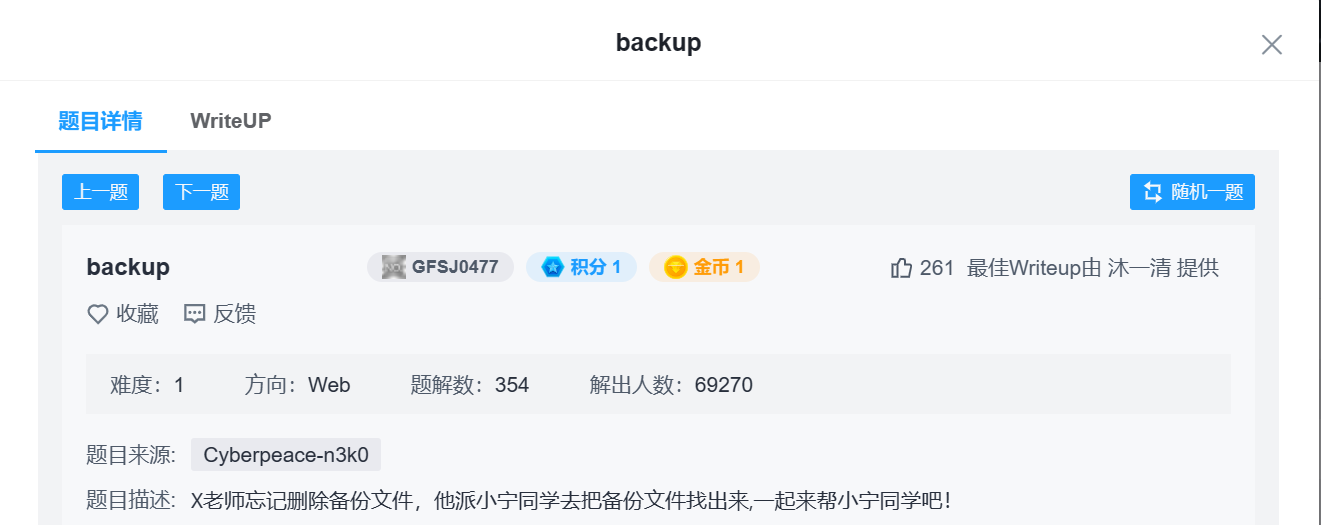 backup
题目详情 WriteUP
上一题 下一题 随机一题
backup GFSJ0477 积分 1 金币 1 261 最佳Writeup由 沐一清 提供
收藏 反馈
难度：1 方向：Web 题解数：354 解出人数：69270
题目来源: Cyberpeace-n3k0
题目描述: X老师忘记删除备份文件，他派小宁同学去把备份文件找出来,一起来帮小宁同学吧！